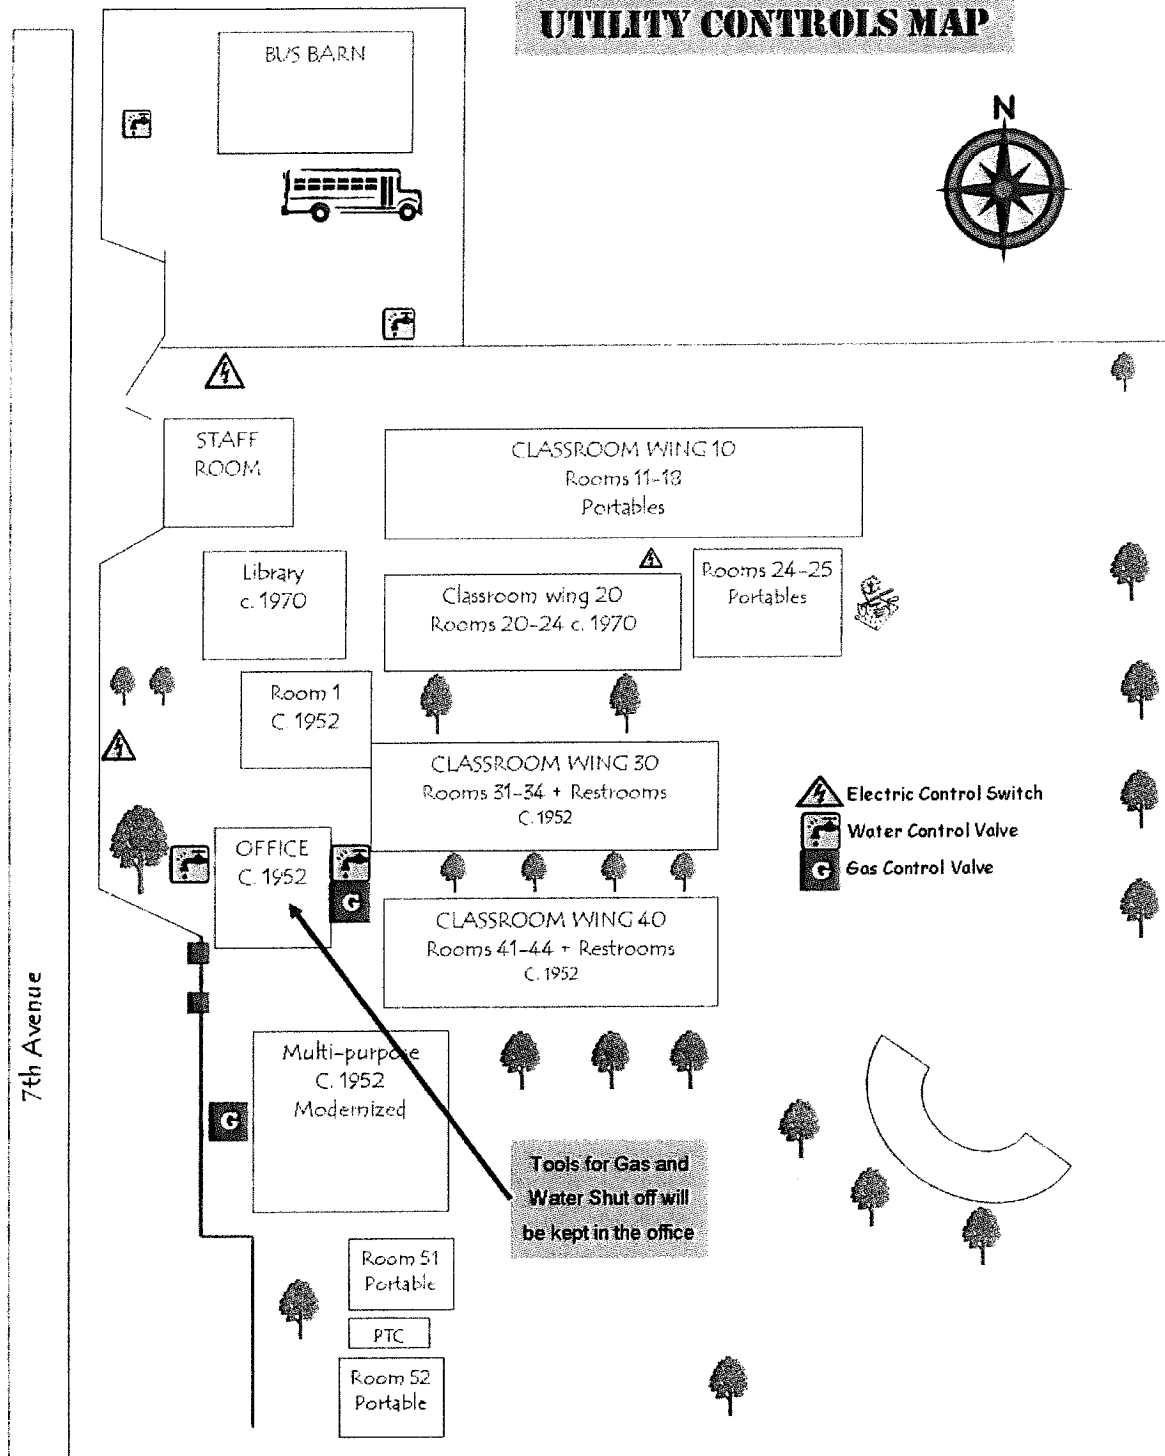 UTILITY CONTROLS MAP
BUS BARN
N
STAFF
ROOM
CLASSROOM WING 10
Rooms 11-18
Portables
Library
c. 1970
Classroom wing 20
Rooms 20-24 c. 1970
Rooms 24-25
Portables
Room 1
C. 1952
CLASSROOM WING 30
Rooms 31-34 + Restrooms
C. 1952
Electric Control Switch
Water Control Valve
G
Gas Control Valve
OFFICE
C. 1952
G
CLASSROOM WING 40
Rooms 41-44 + Restrooms
C. 1952
7th Avenue
Multi-purpose
C. 1952
Modernized
G
Tools for Gas and
Water Shut off will
be kept in the office
Room 51
Portable
PTC
Room 52
Portable